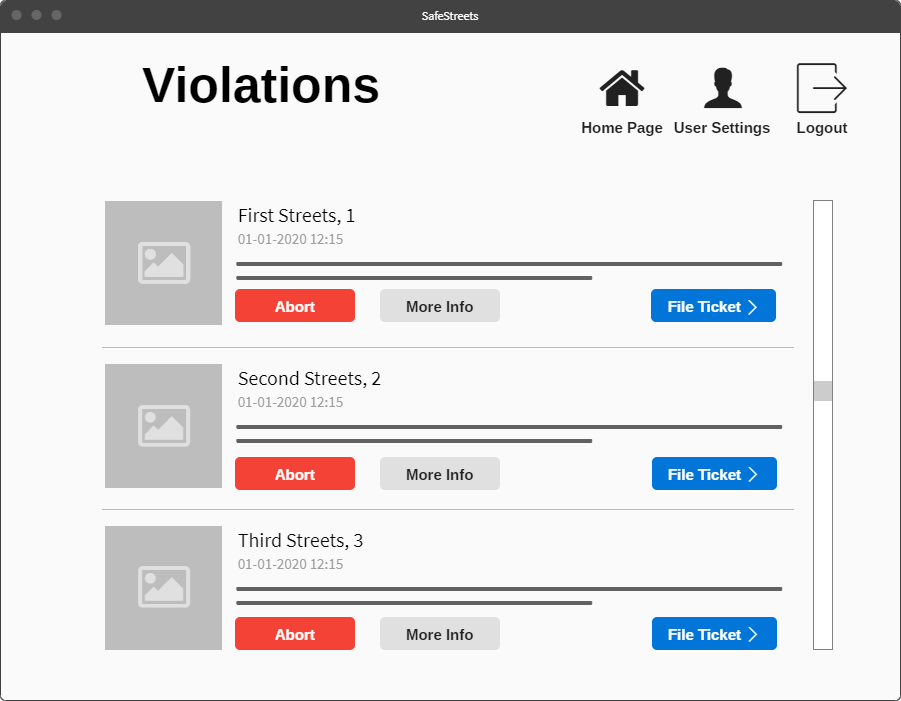 SafeStreets
Violations
Home Page
User Settings
Logout
First Streets, 1
01-01-2020 12:15
Abort
More Info
File Ticket
Second Streets, 2
01-01-2020 12:15
Abort
More Info
File Ticket
Third Streets, 3
01-01-2020 12:15
Abort
More Info
File Ticket